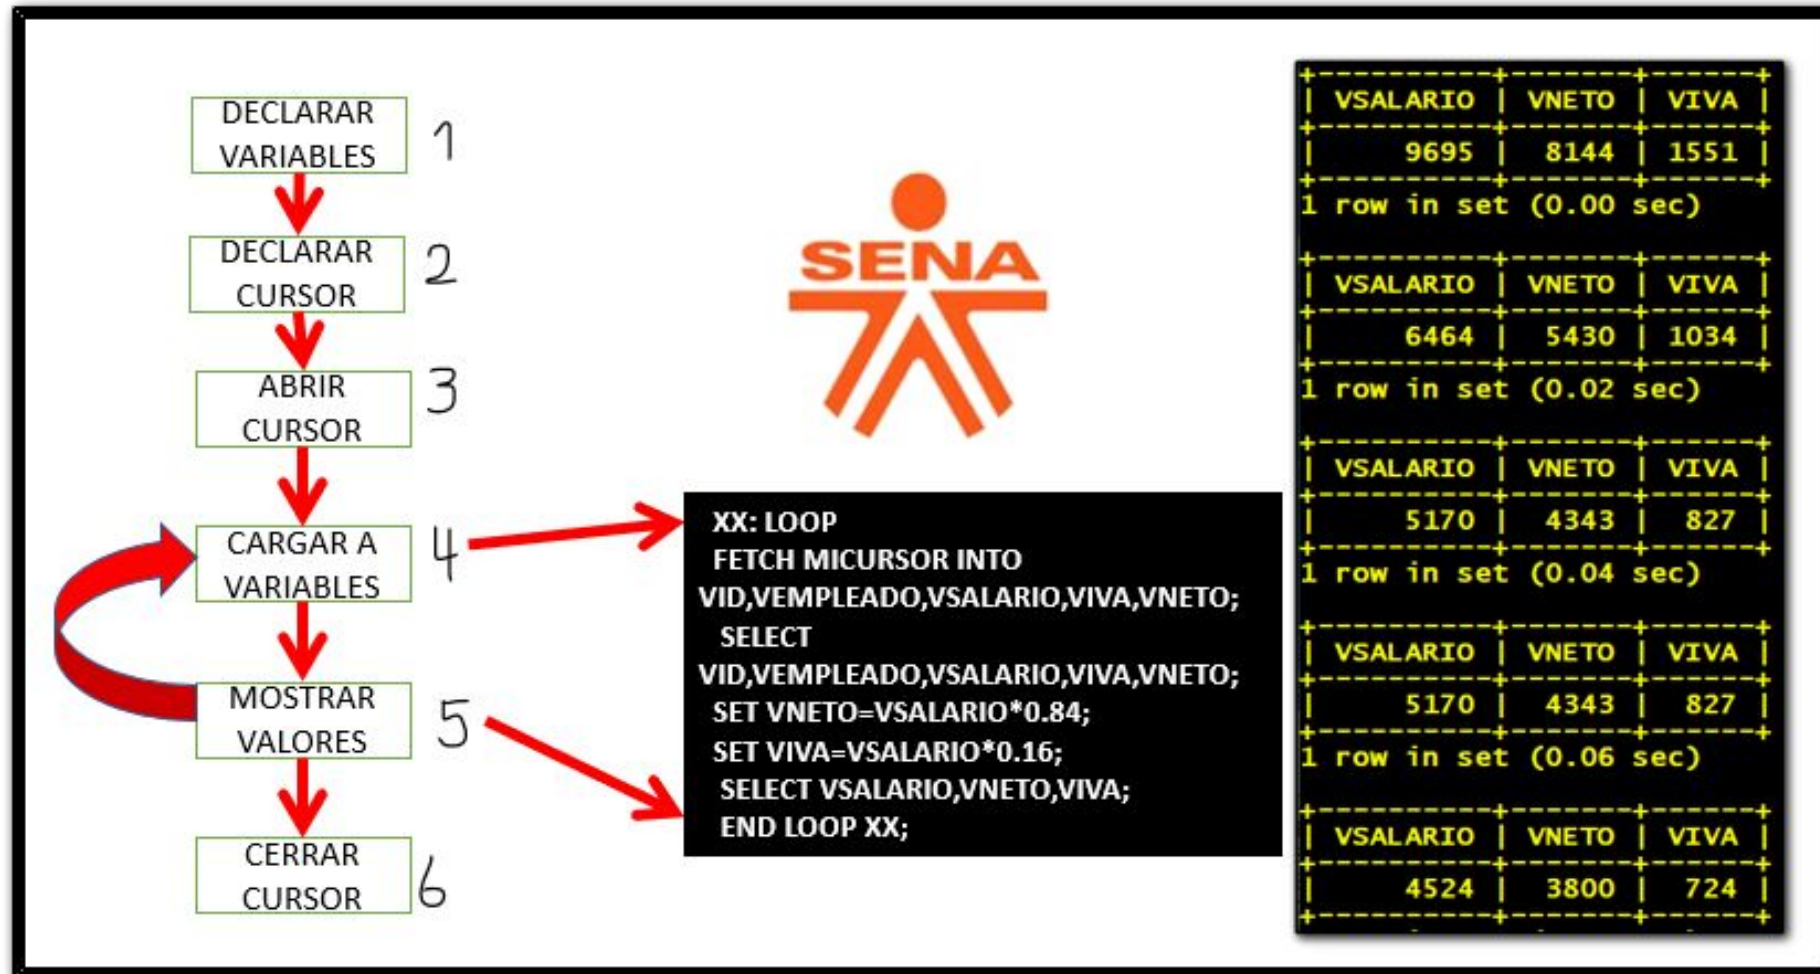 DECLARAR
VARIABLES
1
DECLARAR
CURSOR
2
ABRIR
CURSOR
3
CARGAR A
VARIABLES
4
MOSTRAR
VALORES
5
CERRAR
CURSOR
6
SENA
XX: LOOP
FETCH MICURSOR INTO
VID,VEMPLEADO,VSALARIO,VIVA,VNETO;
SELECT
VID,VEMPLEADO,VSALARIO,VIVA,VNETO;
SET VNETO=VSALARIO*0.84;
SET VIVA=VSALARIO*0.16;
SELECT VSALARIO,VNETO,VIVA;
END LOOP XX;
+-----------+-------+------+
| VSALARIO | VNETO | VIVA |
+-----------+-------+------+
| 9695 | 8144 | 1551 |
+-----------+-------+------+
1 row in set (0.00 sec)
+-----------+-------+------+
| VSALARIO | VNETO | VIVA |
+-----------+-------+------+
| 6464 | 5430 | 1034 |
+-----------+-------+------+
1 row in set (0.02 sec)
+-----------+-------+------+
| VSALARIO | VNETO | VIVA |
+-----------+-------+------+
| 5170 | 4343 | 827 |
+-----------+-------+------+
1 row in set (0.04 sec)
+-----------+-------+------+
| VSALARIO | VNETO | VIVA |
+-----------+-------+------+
| 5170 | 4343 | 827 |
+-----------+-------+------+
1 row in set (0.06 sec)
+-----------+-------+------+
| VSALARIO | VNETO | VIVA |
+-----------+-------+------+
| 4524 | 3800 | 724 |
+-----------+-------+------+